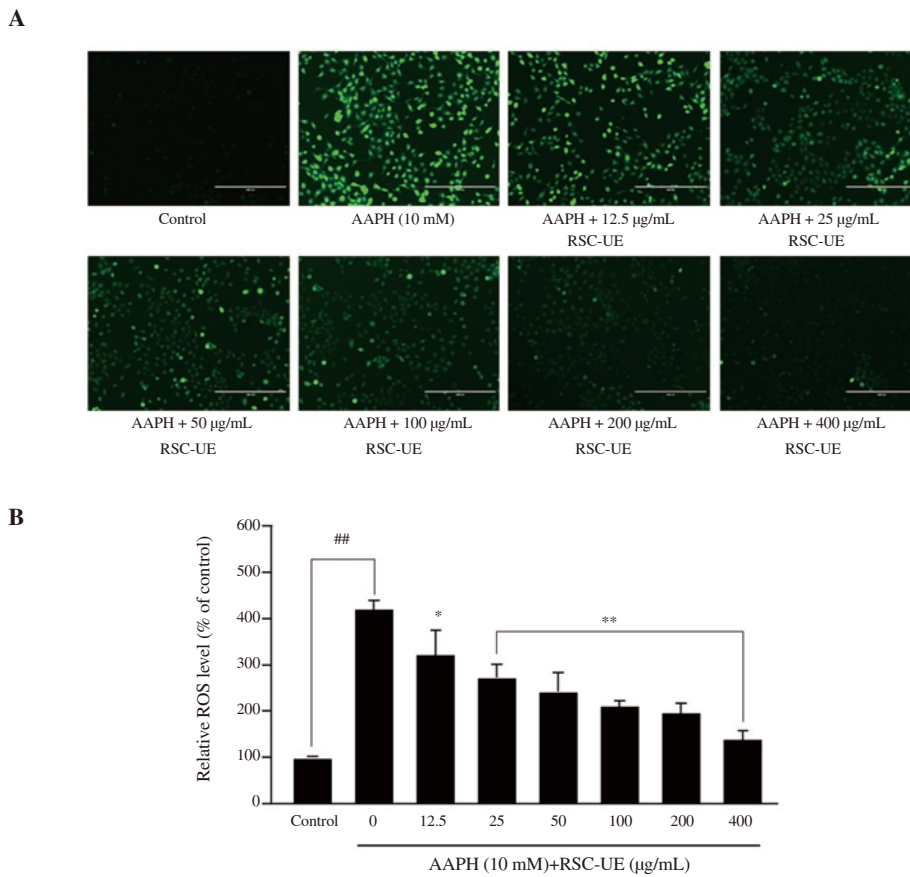 A
Control
AAPH (10 mM)
AAPH + 12.5 µg/mL
RSC-UE
AAPH + 25 µg/mL
RSC-UE
AAPH + 50 µg/mL
RSC-UE
AAPH + 100 µg/mL
RSC-UE
AAPH + 200 µg/mL
RSC-UE
AAPH + 400 µg/mL
RSC-UE
B
Relative ROS level (% of control)
600
500
400
300
200
100
0
##
*
**
Control 0 12.5 25 50 100 200 400
AAPH (10 mM)+RSC-UE (µg/mL)